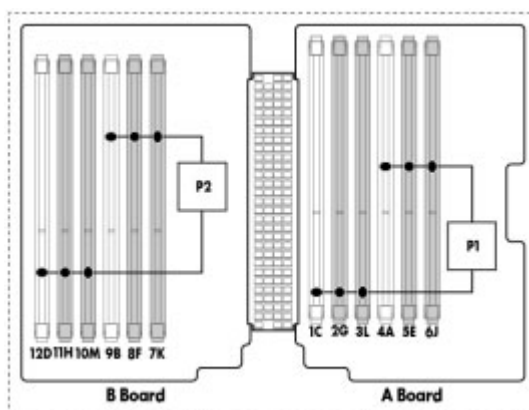 P2
P1
12D 11H 10M 9B 8F 7K
1C 2G 3L 4A 5E 6J
B Board
A Board